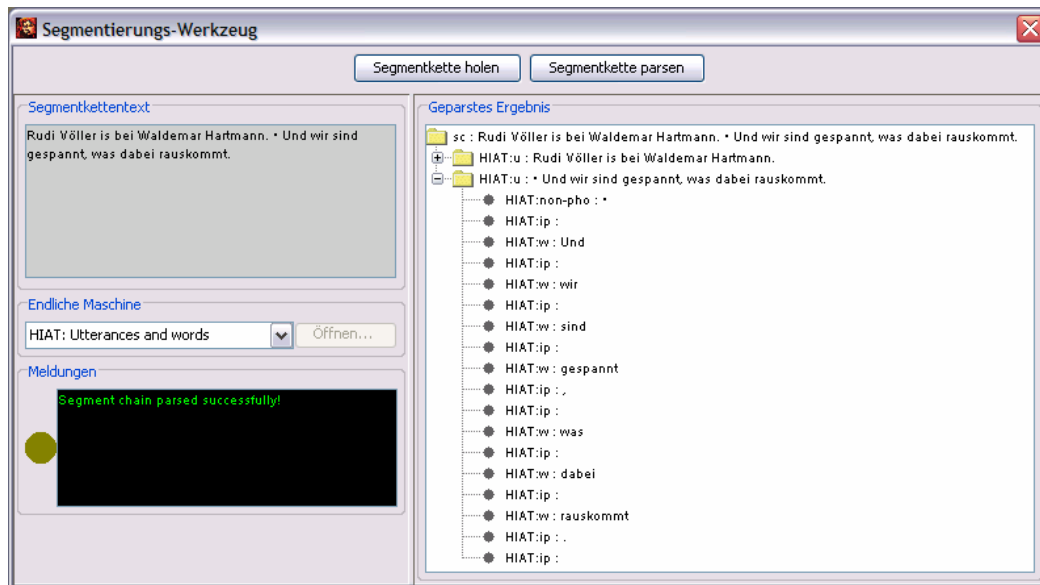 Segmentierungs-Werkzeug
Segmentkette holen
Segmentkette parsen
Segmentkettentext
Rudi Völler is bei Waldemar Hartmann. • Und wir sind
gespannt, was dabei rauskommt.
Endliche Maschine
HIAT: Utterances and words
Öffnen...
Meldungen
Segment chain parsed successfully!
Geparstes Ergebnis
sc : Rudi Völler is bei Waldemar Hartmann. • Und wir sind gespannt, was dabei rauskommt.
HIAT:u : Rudi Völler is bei Waldemar Hartmann.
HIAT:u : • Und wir sind gespannt, was dabei rauskommt.
HIAT:non-pho : •
HIAT:ip :
HIAT:w : Und
HIAT:ip :
HIAT:w : wir
HIAT:ip :
HIAT:w : sind
HIAT:ip :
HIAT:w : gespannt
HIAT:ip : ,
HIAT:ip :
HIAT:w : was
HIAT:ip :
HIAT:w : dabei
HIAT:ip :
HIAT:w : rauskommt
HIAT:ip : .
HIAT:ip :